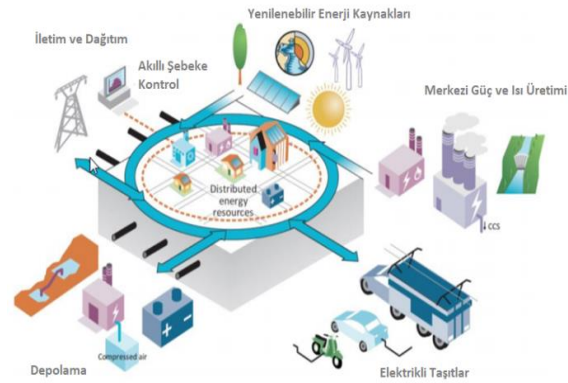 Yenilenebilir Enerji Kaynakları
İletim ve Dağıtım
Akıllı Şebeke
Kontrol
Merkezi Güç ve Isı Üretimi
Distributed
energy
resources
CCS
Compressed air
Depolama
Elektrikli Taşıtlar